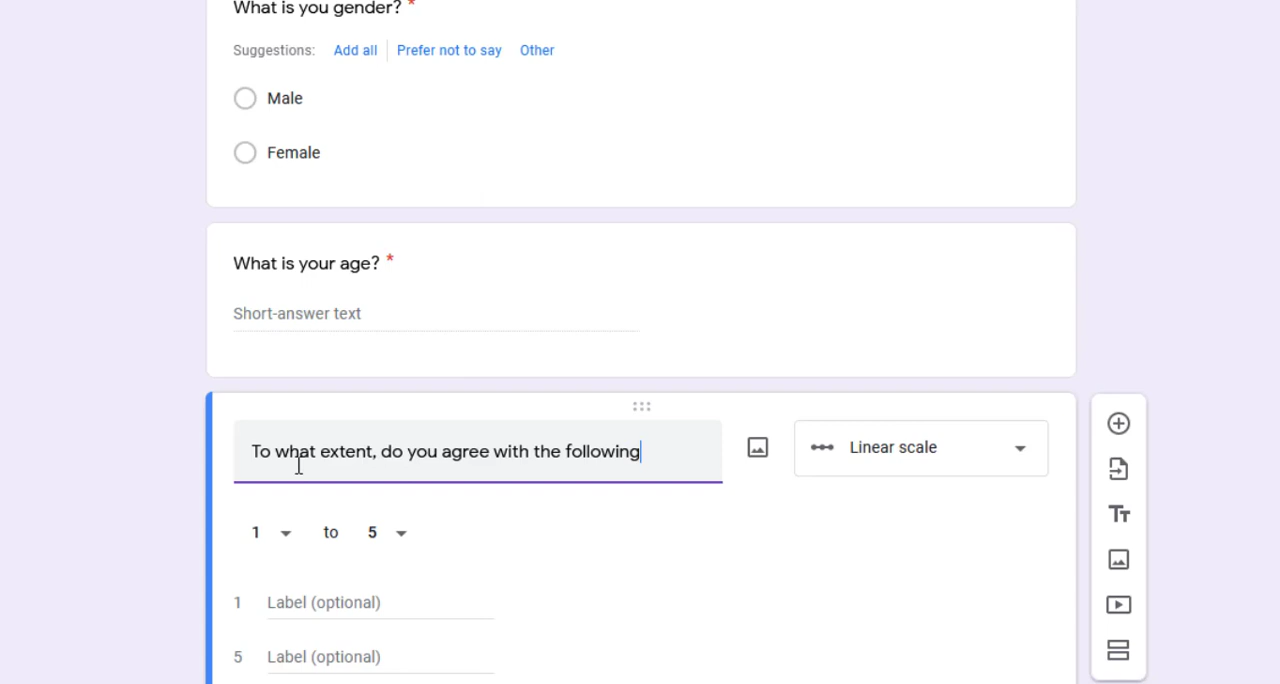 What is you gender? *
Suggestions: Add all Prefer not to say Other
Male
Female
What is your age? *
Short-answer text
To what extent, do you agree with the following
Linear scale
1 to 5
1 Label (optional)
5 Label (optional)